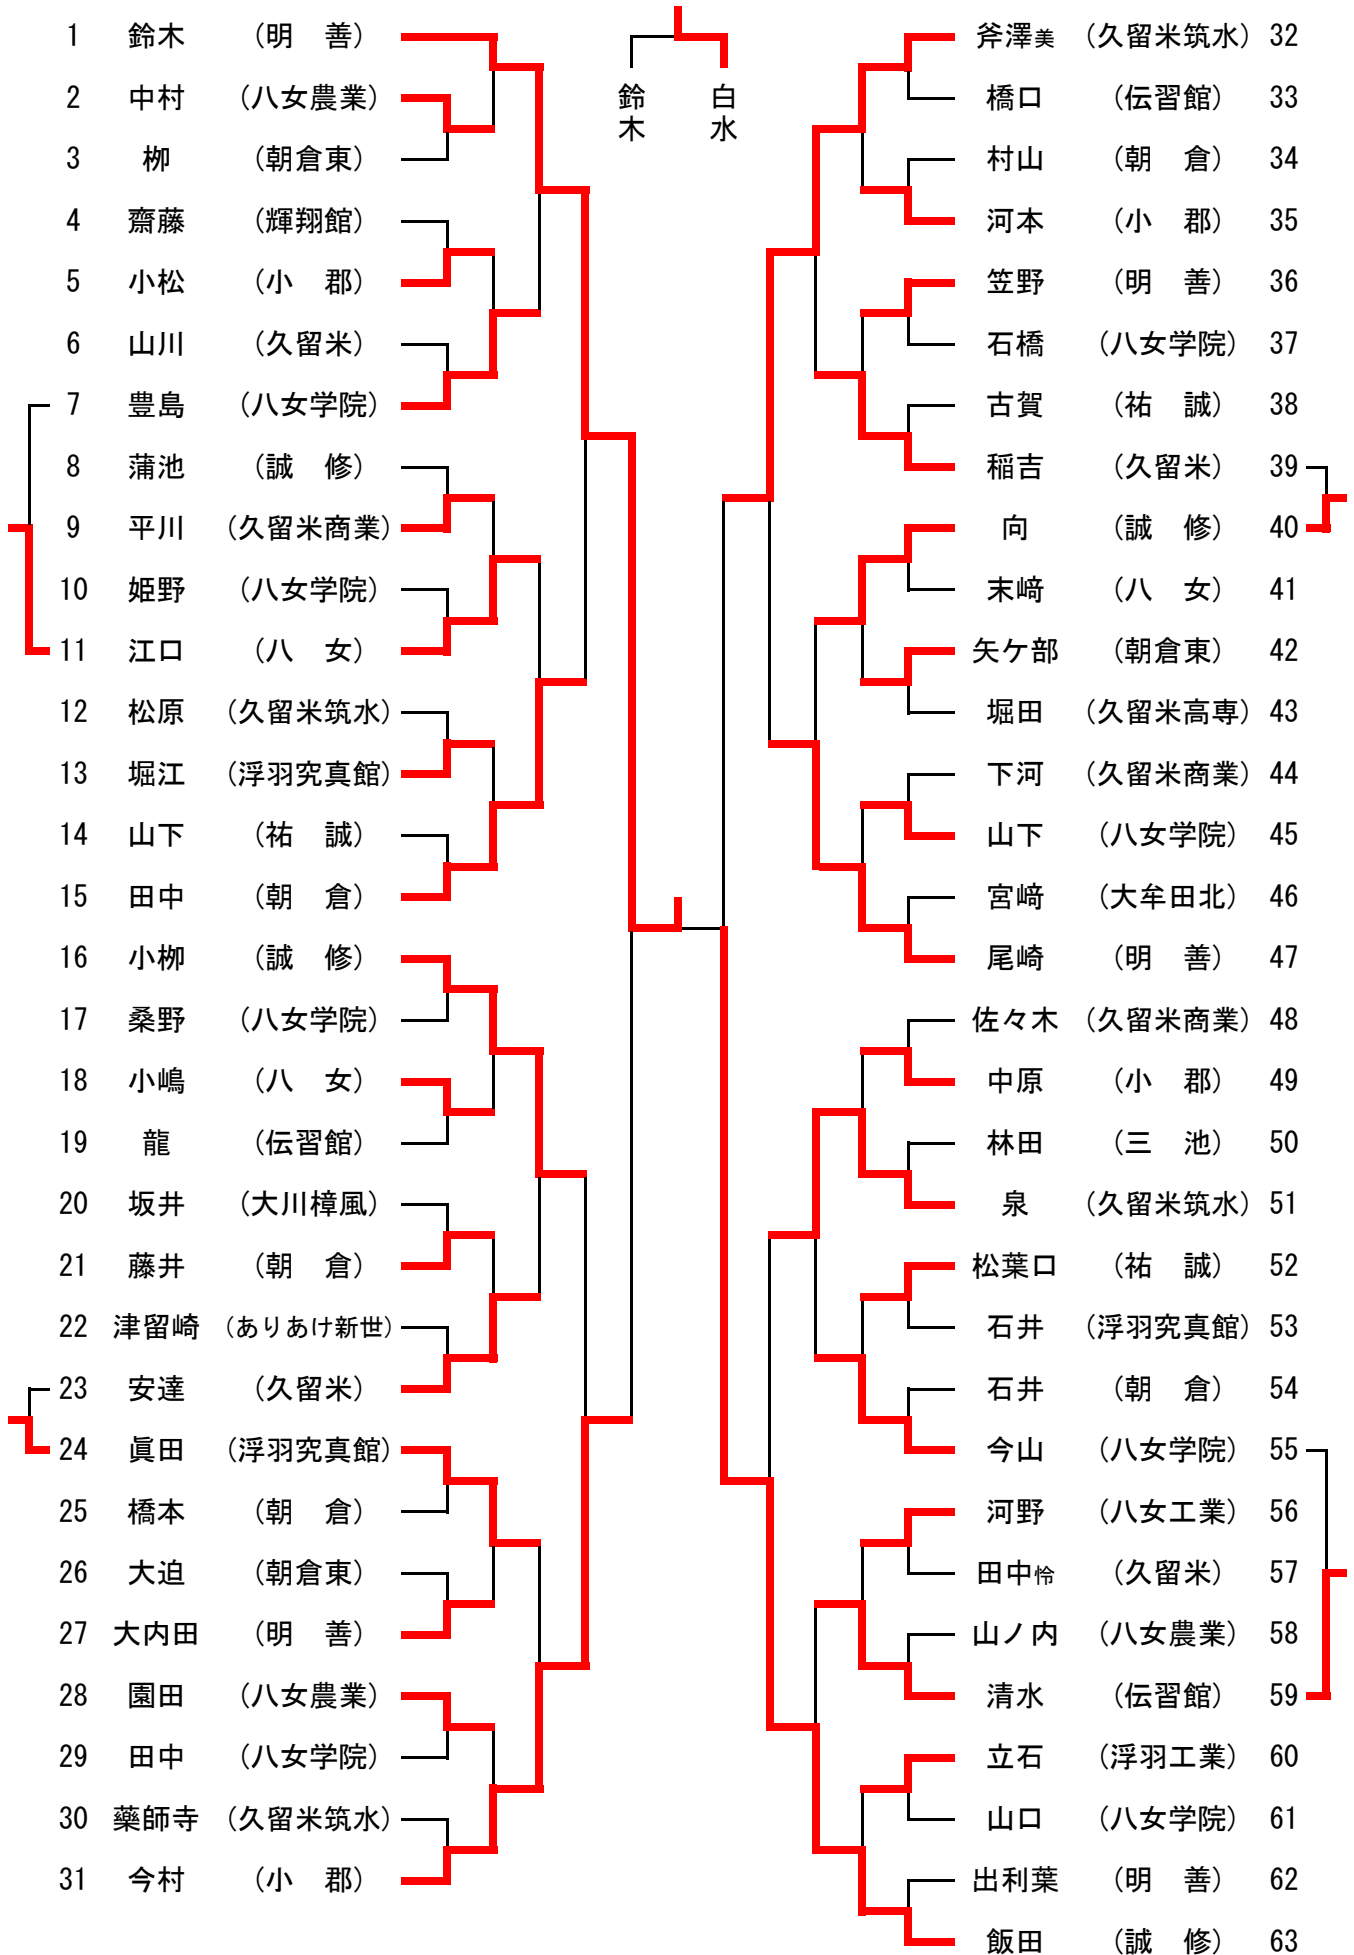 1 鈴木 (明 善)
2 中村 (八女農業)
3 栁 (朝倉東)
4 齋藤 (輝翔館)
5 小松 (小 郡)
6 山川 (久留米)
7 豊島 (八女学院)
8 蒲池 (誠 修)
9 平川 (久留米商業)
10 姫野 (八女学院)
11 江口 (八 女)
12 松原 (久留米筑水)
13 堀江 (浮羽究真館)
14 山下 (祐 誠)
15 田中 (朝 倉)
16 小栁 (誠 修)
17 桑野 (八女学院)
18 小嶋 (八 女)
19 龍 (伝習館)
20 坂井 (大川樟風)
21 藤井 (朝 倉)
22 津留崎 (ありあけ新世)
23 安達 (久留米)
24 眞田 (浮羽究真館)
25 橋本 (朝 倉)
26 大迫 (朝倉東)
27 大内田 (明 善)
28 園田 (八女農業)
29 田中 (八女学院)
30 藥師寺 (久留米筑水)
31 今村 (小 郡)
鈴木
白水
斧澤美 (久留米筑水) 32
橋口 (伝習館) 33
村山 (朝 倉) 34
河本 (小 郡) 35
笠野 (明 善) 36
石橋 (八女学院) 37
古賀 (祐 誠) 38
稲吉 (久留米) 39
向 (誠 修) 40
末﨑 (八 女) 41
矢ケ部 (朝倉東) 42
堀田 (久留米高専) 43
下河 (久留米商業) 44
山下 (八女学院) 45
宮﨑 (大牟田北) 46
尾崎 (明 善) 47
佐々木 (久留米商業) 48
中原 (小 郡) 49
林田 (三 池) 50
泉 (久留米筑水) 51
松葉口 (祐 誠) 52
石井 (浮羽究真館) 53
石井 (朝 倉) 54
今山 (八女学院) 55
河野 (八女工業) 56
田中怜 (久留米) 57
山ノ内 (八女農業) 58
清水 (伝習館) 59
立石 (浮羽工業) 60
山口 (八女学院) 61
出利葉 (明 善) 62
飯田 (誠 修) 63